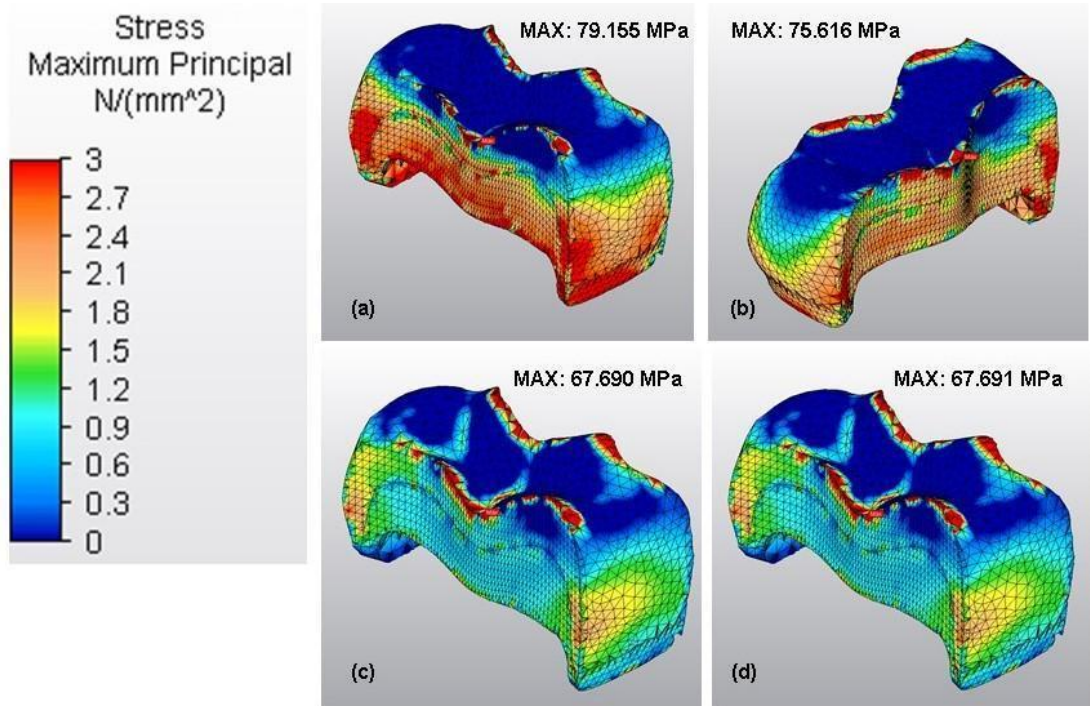 Stress
Maximum Principal
N/(mm^2)
3
2.7
2.4
2.1
1.8
1.5
1.2
0.9
0.6
0.3
0
MAX: 79.155 MPa
(a)
MAX: 75.616 MPa
(b)
MAX: 67.690 MPa
(c)
MAX: 67.691 MPa
(d)